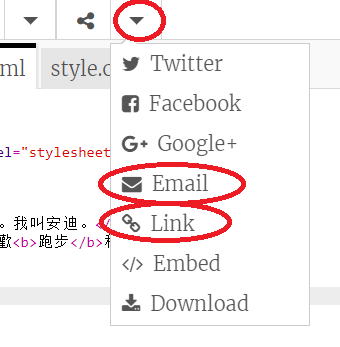 Twitter
ml
style.c
Facebook
el="stylesheet
Google+
Email
。我叫安迪。</
Link
歡<b>跑步</b>
</> Embed
Download